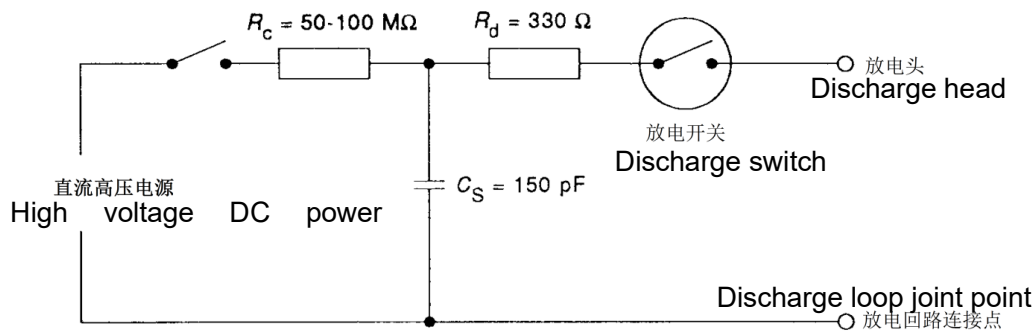 R_c = 50-100 MΩ
R_d = 330 Ω
放电头
Discharge head
放电开关
Discharge switch
直流高压电源
High voltage DC power
C_S = 150 pF
Discharge loop joint point
放电回路连接点